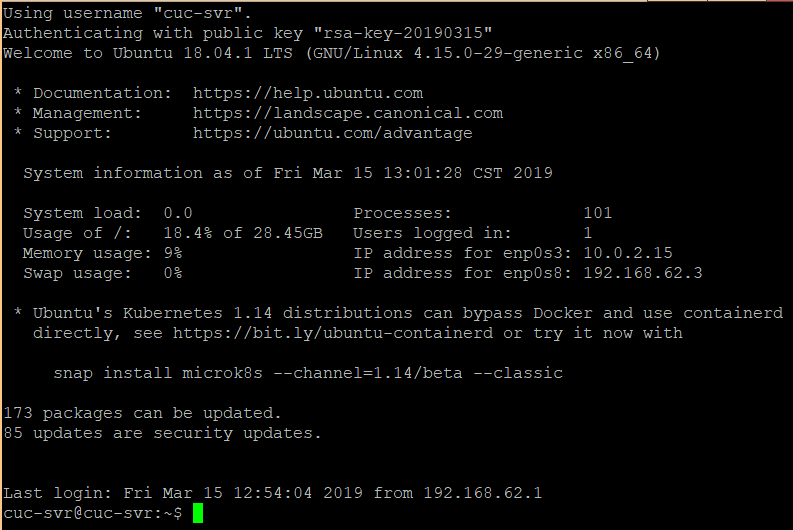 Using username "cuc-svr".
Authenticating with public key "rsa-key-20190315"
Welcome to Ubuntu 18.04.1 LTS (GNU/Linux 4.15.0-29-generic x86_64)
* Documentation:  https://help.ubuntu.com
* Management:     https://landscape.canonical.com
* Support:        https://ubuntu.com/advantage
System information as of Fri Mar 15 13:01:28 CST 2019
System load:  0.0                Processes:             101
Usage of /:   18.4% of 28.45GB   Users logged in:       1
Memory usage: 9%                 IP address for enp0s3: 10.0.2.15
Swap usage:   0%                 IP address for enp0s8: 192.168.62.3
* Ubuntu's Kubernetes 1.14 distributions can bypass Docker and use containerd
directly, see https://bit.ly/ubuntu-containerd or try it now with
snap install microk8s --channel=1.14/beta --classic
173 packages can be updated.
85 updates are security updates.
Last login: Fri Mar 15 12:54:04 2019 from 192.168.62.1
cuc-svr@cuc-svr:~$